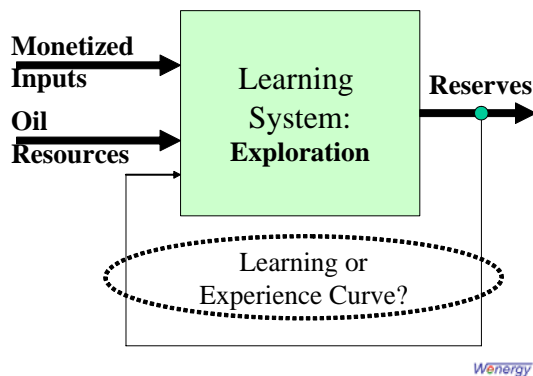 Monetized
Inputs
Oil
Resources
Learning
System:
Exploration
Reserves
Learning or
Experience Curve?
Wenergy